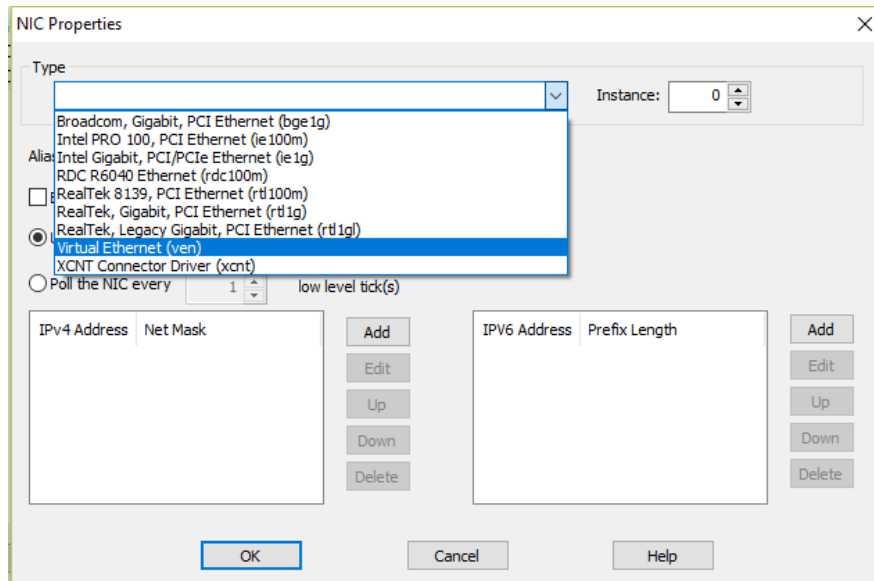 NIC Properties
Type
Instance: 0
Broadcom, Gigabit, PCI Ethernet (bge1g)
Intel PRO 100, PCI Ethernet (ie100m)
Intel Gigabit, PCI/PCIe Ethernet (ie1g)
RDC R6040 Ethernet (rdc100m)
RealTek 8139, PCI Ethernet (rtl100m)
RealTek, Gigabit, PCI Ethernet (rtl1g)
RealTek, Legacy Gigabit, PCI Ethernet (rtl1gl)
Virtual Ethernet (ven)
XCNT Connector Driver (xcnt)
Alias
Poll the NIC every 1 low level tick(s)
IPv4 Address Net Mask
Add
Edit
Up
Down
Delete
IPV6 Address Prefix Length
Add
Edit
Up
Down
Delete
OK Cancel Help